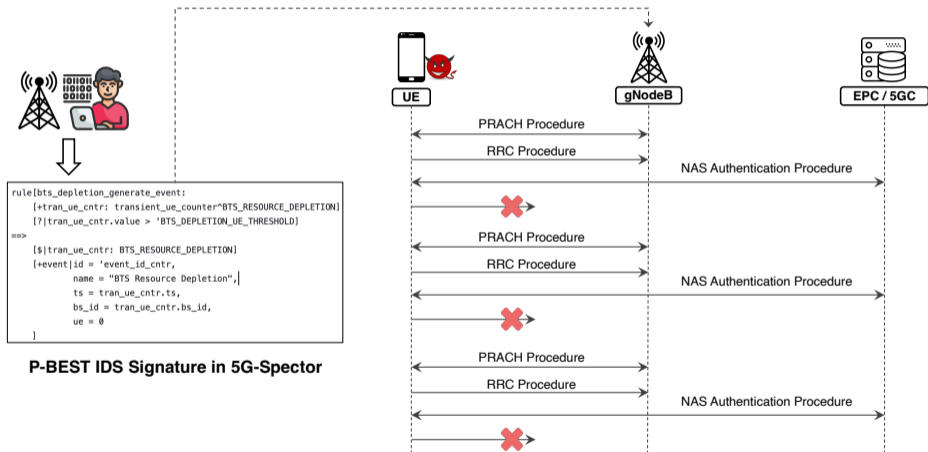 UE
gNodeB
EPC / 5GC
rule[bts_depletion_generate_event:
[+tran_ue_cntr: transient_ue_counter^BTS_RESOURCE_DEPLETION]
[?|tran_ue_cntr.value > 'BTS_DEPLETION_UE_THRESHOLD]
==>
[$|tran_ue_cntr: BTS_RESOURCE_DEPLETION]
[+event|id = 'event_id_cntr,
name = "BTS Resource Depletion",
ts = tran_ue_cntr.ts,
bs_id = tran_ue_cntr.bs_id,
ue = 0
]
P-BEST IDS Signature in 5G-Spector
PRACH Procedure
RRC Procedure
NAS Authentication Procedure
PRACH Procedure
RRC Procedure
NAS Authentication Procedure
PRACH Procedure
RRC Procedure
NAS Authentication Procedure